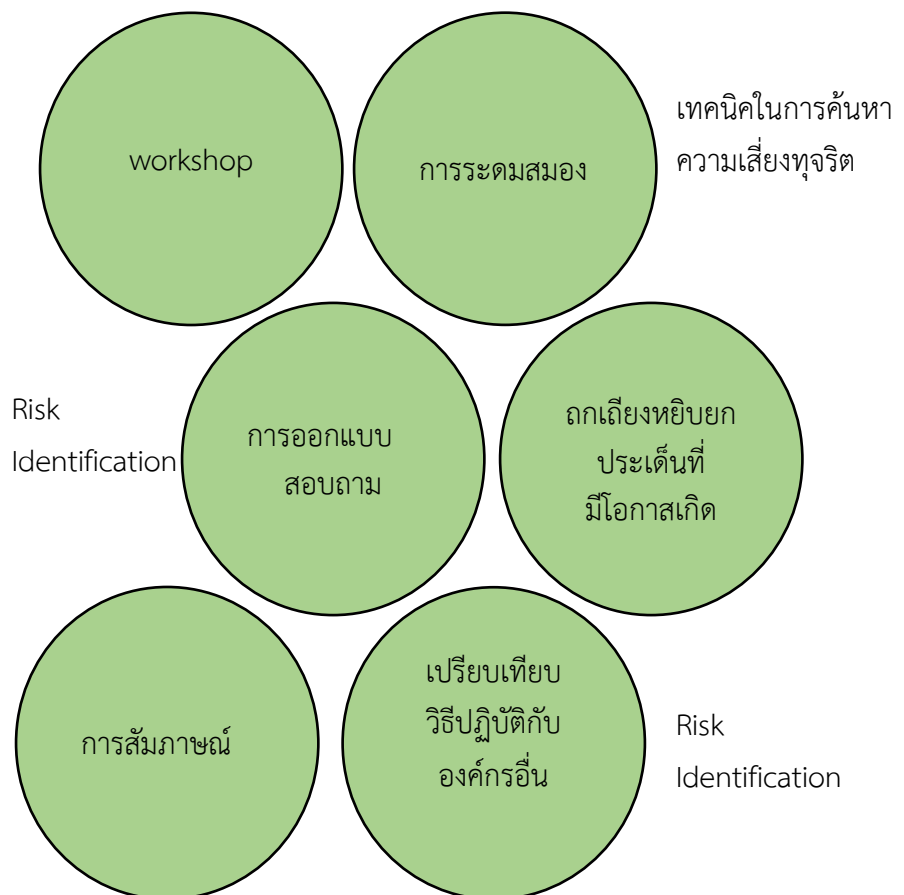 workshop
การระดมสมอง
เทคนิคในการค้นหา
ความเสี่ยงทุจริต
Risk
Identification
การออกแบบ
สอบถาม
ถกเถียงหยิบยก
ประเด็นที่
มีโอกาสเกิด
การสัมภาษณ์
เปรียบเทียบ
วิธีปฏิบัติกับ
องค์กรอื่น
Risk
Identification